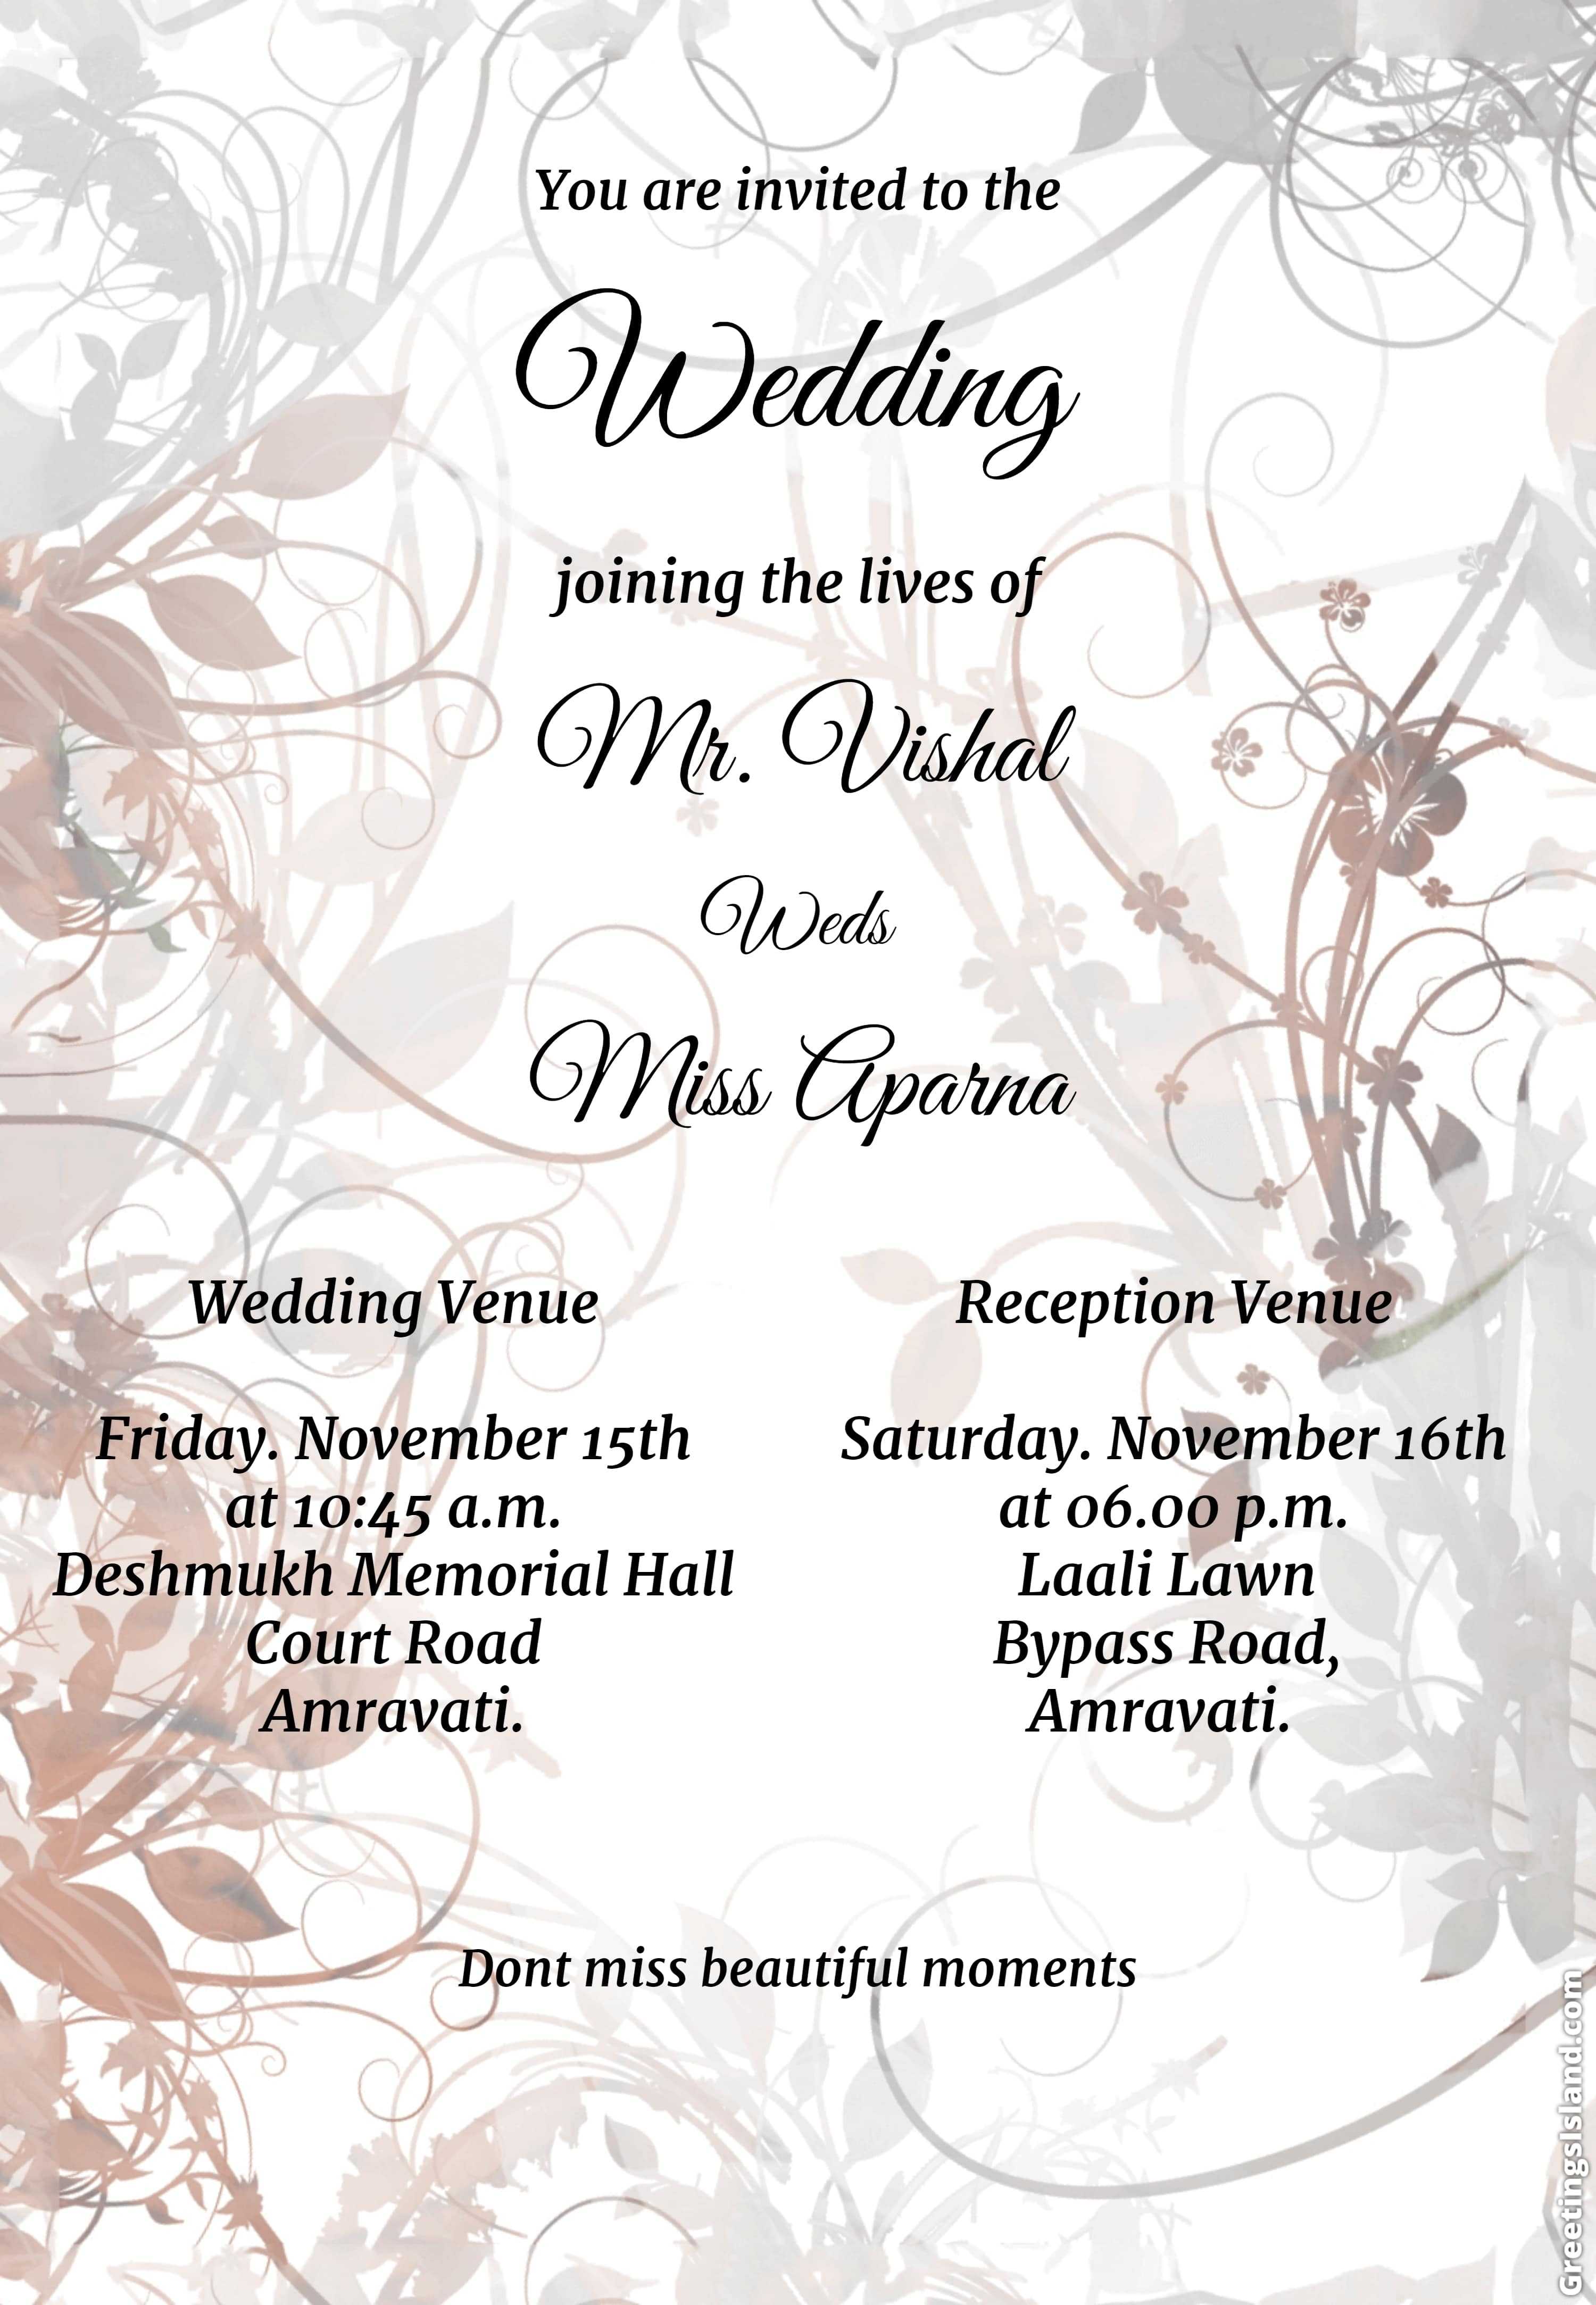 You are invited to the
Wedding
joining the lives of
Mr. Vishal
Weds
Miss Aparna
Wedding Venue
Friday. November 15th
at 10:45 a.m.
Deshmukh Memorial Hall
Court Road
Amravati.
Reception Venue
Saturday. November 16th
at 06.00 p.m.
Laali Lawn
Bypass Road,
Amravati.
Dont miss beautiful moments
GreetingsIsland.com